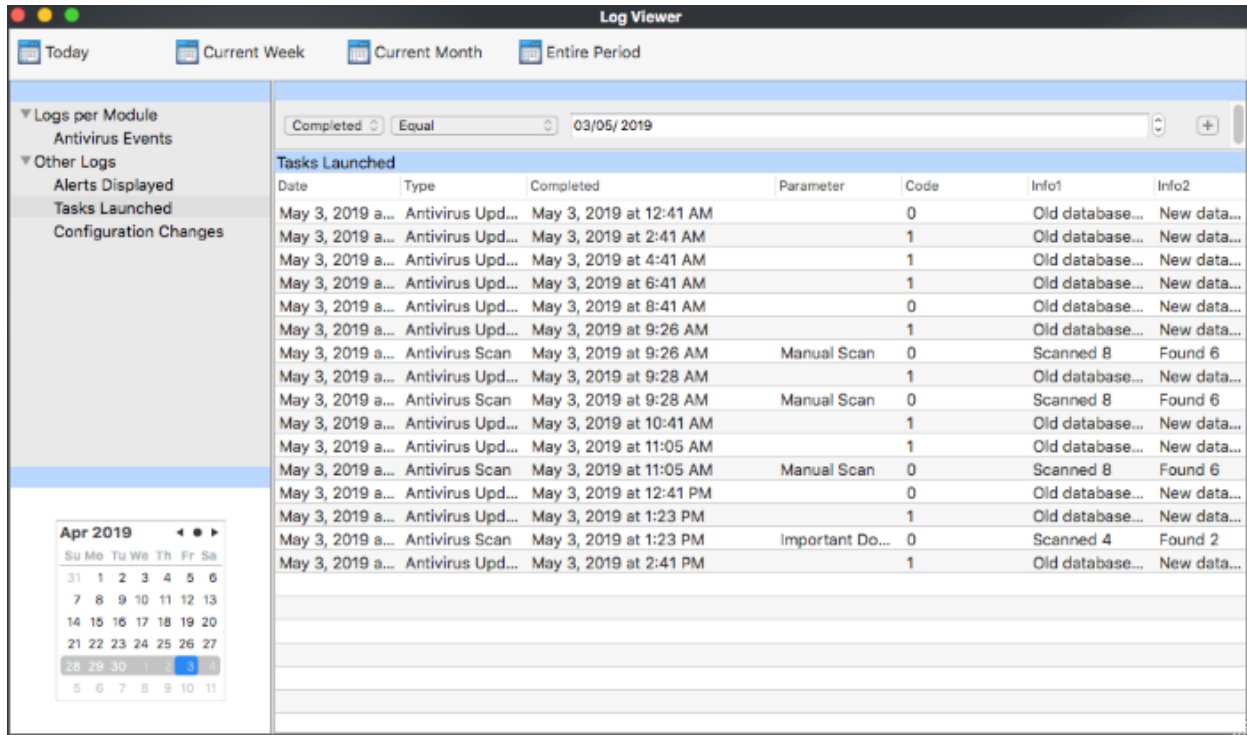 Log Viewer
Today Current Week Current Month Entire Period
Logs per Module
Antivirus Events
Other Logs
Alerts Displayed
Tasks Launched
Configuration Changes
Completed Equal 03/05/ 2019
Tasks Launched
Date Type Completed Parameter Code Info1 Info2
May 3, 2019 a... Antivirus Upd... May 3, 2019 at 12:41 AM 0 Old database... New data...
May 3, 2019 a... Antivirus Upd... May 3, 2019 at 2:41 AM 1 Old database... New data...
May 3, 2019 a... Antivirus Upd... May 3, 2019 at 4:41 AM 1 Old database... New data...
May 3, 2019 a... Antivirus Upd... May 3, 2019 at 6:41 AM 1 Old database... New data...
May 3, 2019 a... Antivirus Upd... May 3, 2019 at 8:41 AM 0 Old database... New data...
May 3, 2019 a... Antivirus Upd... May 3, 2019 at 9:26 AM 1 Old database... New data...
May 3, 2019 a... Antivirus Scan May 3, 2019 at 9:26 AM Manual Scan 0 Scanned 8 Found 6
May 3, 2019 a... Antivirus Upd... May 3, 2019 at 9:28 AM 1 Old database... New data...
May 3, 2019 a... Antivirus Scan May 3, 2019 at 9:28 AM Manual Scan 0 Scanned 8 Found 6
May 3, 2019 a... Antivirus Upd... May 3, 2019 at 10:41 AM 1 Old database... New data...
May 3, 2019 a... Antivirus Upd... May 3, 2019 at 11:05 AM 1 Old database... New data...
May 3, 2019 a... Antivirus Scan May 3, 2019 at 11:05 AM Manual Scan 0 Scanned 8 Found 6
May 3, 2019 a... Antivirus Upd... May 3, 2019 at 12:41 PM 0 Old database... New data...
May 3, 2019 a... Antivirus Upd... May 3, 2019 at 1:23 PM 1 Old database... New data...
May 3, 2019 a... Antivirus Scan May 3, 2019 at 1:23 PM Important Do... 0 Scanned 4 Found 2
May 3, 2019 a... Antivirus Upd... May 3, 2019 at 2:41 PM 1 Old database... New data...
Apr 2019
Su Mo Tu We Th Fr Sa
31 1 2 3 4 5 6
7 8 9 10 11 12 13
14 15 16 17 18 19 20
21 22 23 24 25 26 27
28 29 30 1 2 3 4
5 6 7 8 9 10 11